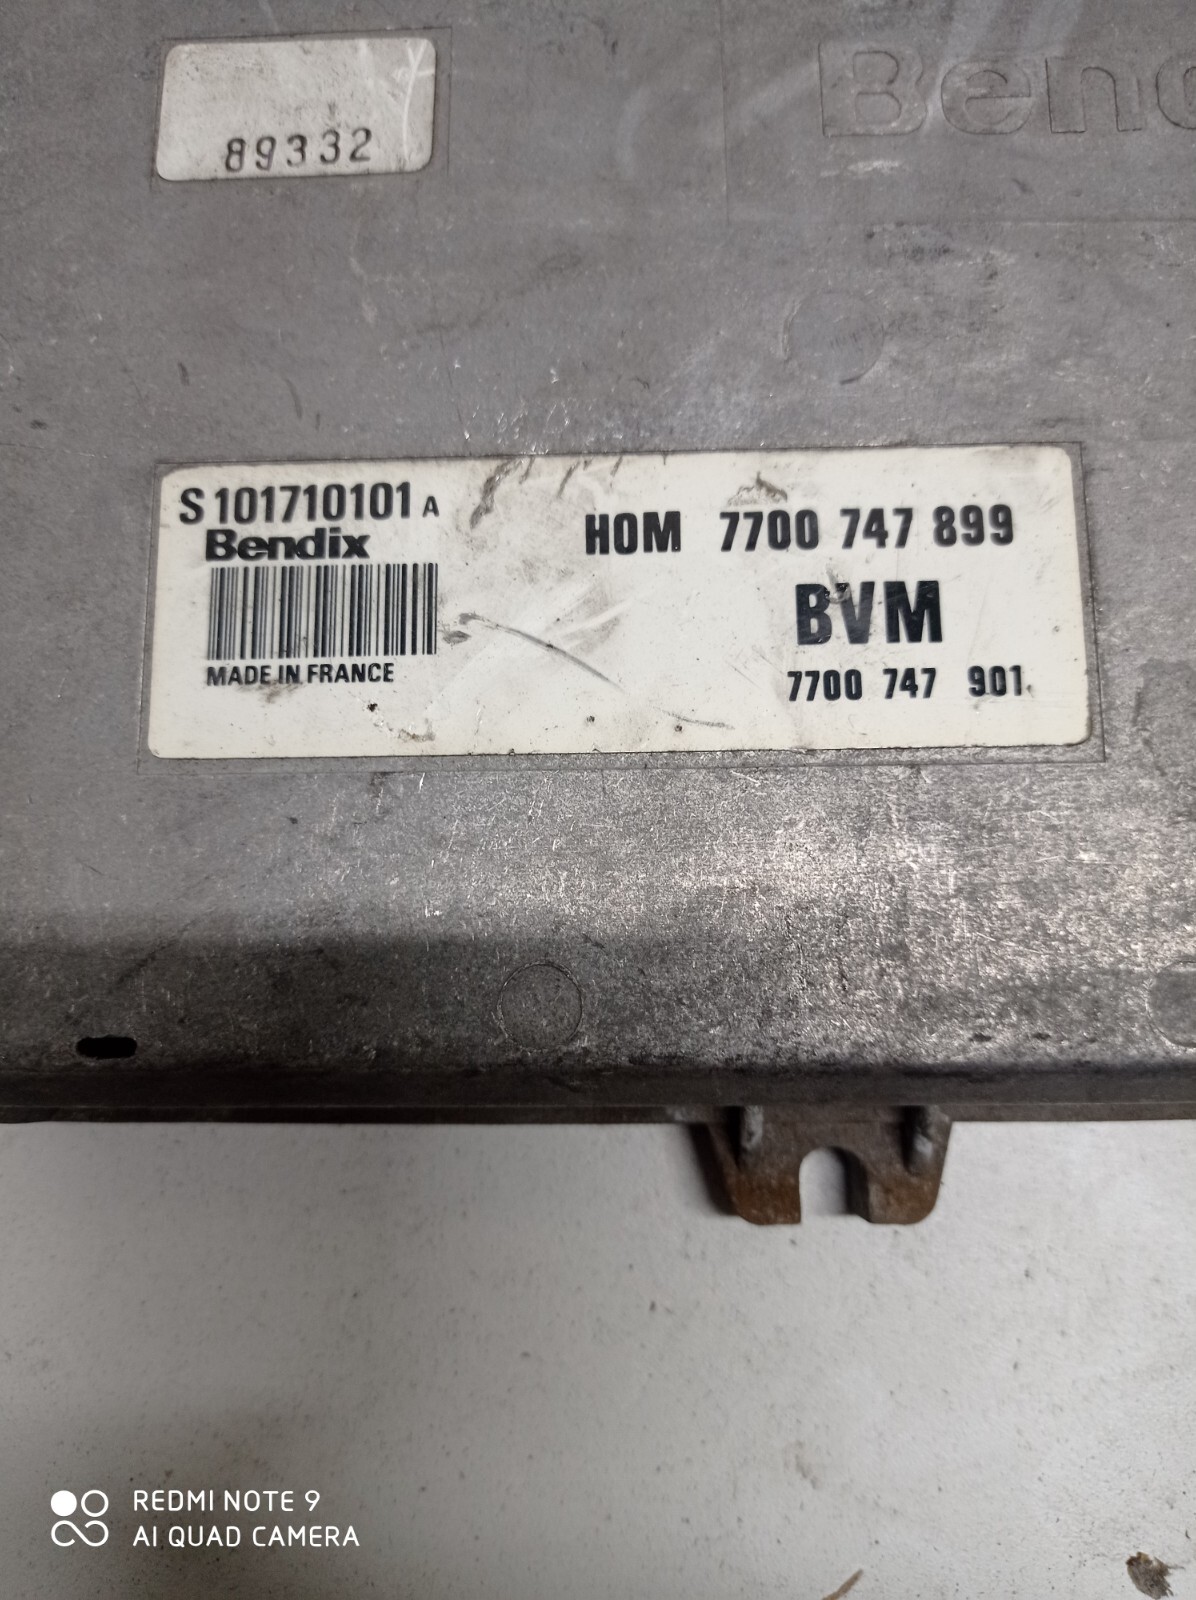 89332
Bend
S 101710101 A
Bendix
MADE IN FRANCE
HOM 7700 747 899
BVM
7700 747 901
REDMI NOTE 9
AI QUAD CAMERA